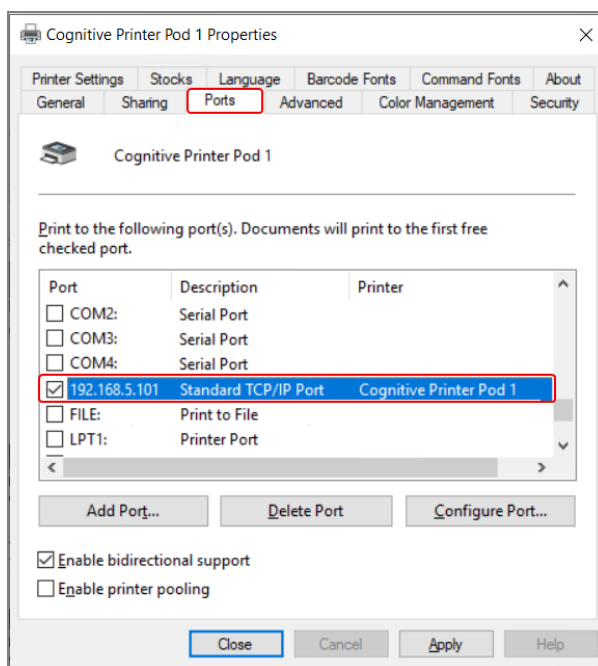 Cognitive Printer Pod 1 Properties
Printer Settings Stocks Language Barcode Fonts Command Fonts About
General Sharing Ports Advanced Color Management Security
Cognitive Printer Pod 1
Print to the following port(s). Documents will print to the first free
checked port.
Port Description Printer
COM2: Serial Port
COM3: Serial Port
COM4: Serial Port
192.168.5.101 Standard TCP/IP Port Cognitive Printer Pod 1
FILE: Print to File
LPT1: Printer Port
Add Port... Delete Port Configure Port...
Enable bidirectional support
Enable printer pooling
Close Cancel Apply Help